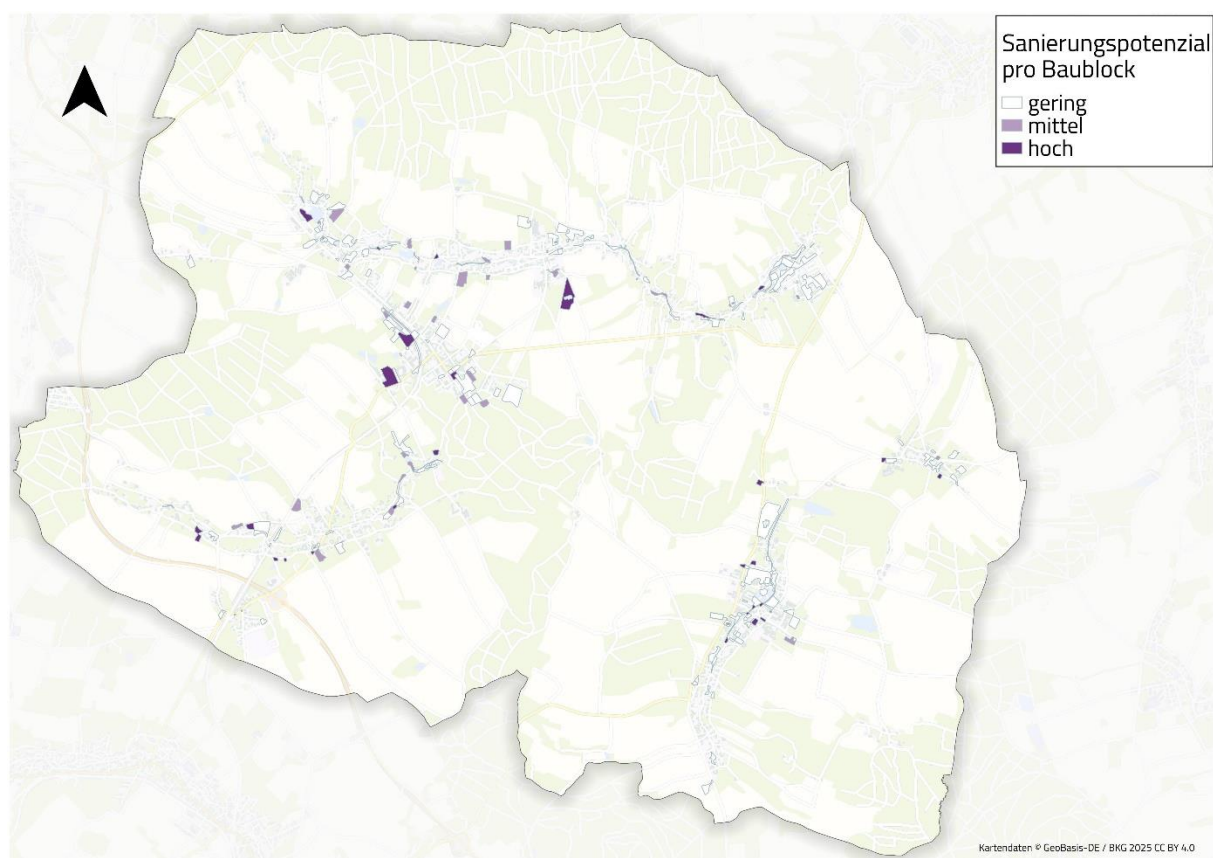 Sanierungspotenzial
pro Baublock
gering
mittel
hoch
Kartendaten © GeoBasis-DE / BKG 2025 CC BY 4.0